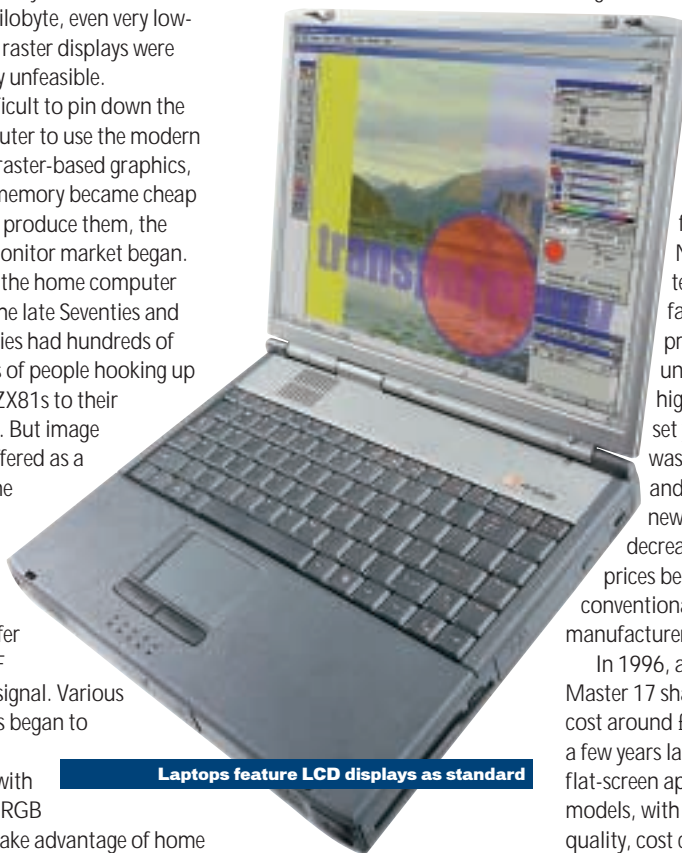 ilobyte, even very low-
raster displays were
y unfeasible.
ficult to pin down the
uter to use the modern
raster-based graphics,
memory became cheap
produce them, the
onitor market began.
the home computer
he late Seventies and
ies had hundreds of
s of people hooking up
ZX81s to their
. But image
fered as a
ne
fer
F
signal. Various
s began to
with
RGB
ake advantage of home
transparency
Laptops feature LCD displays as standard
f
N
te
fa
pr
un
hig
set
was
and
new
decrea
prices be
conventiona
manufacturer
In 1996, a
Master 17 sha
cost around £
a few years la
flat-screen ap
models, with
quality, cost